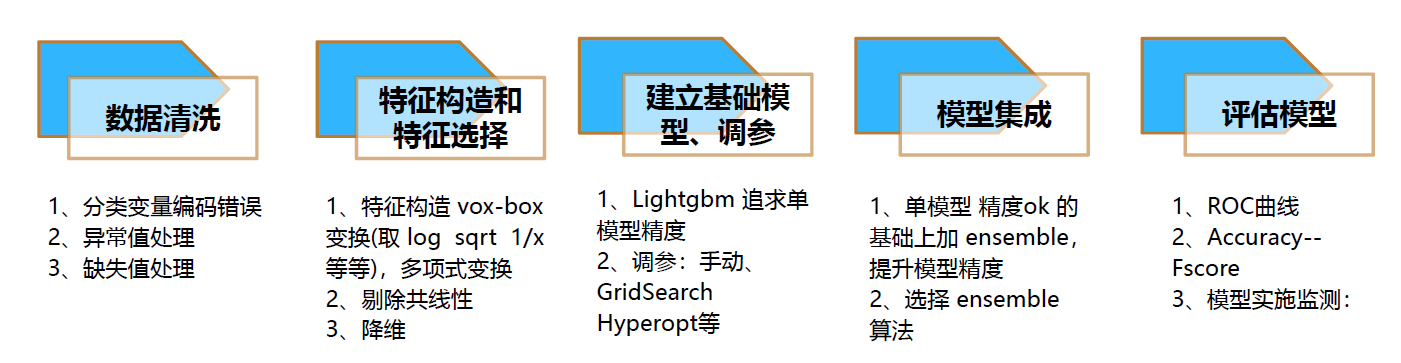 数据清洗
1、分类变量编码错误
2、异常值处理
3、缺失值处理
特征构造和
特征选择
1、特征构造 vox-box
变换(取 log  sqrt  1/x
等等)，多项式变换
2、剔除共线性
3、降维
建立基础模
型、调参
1、Lightgbm 追求单
模型精度
2、调参：手动、
GridSearch
Hyperopt等
模型集成
1、单模型 精度ok 的
基础上加 ensemble，
提升模型精度
2、选择 ensemble
算法
评估模型
1、ROC曲线
2、Accuracy--
Fscore
3、模型实施监测：